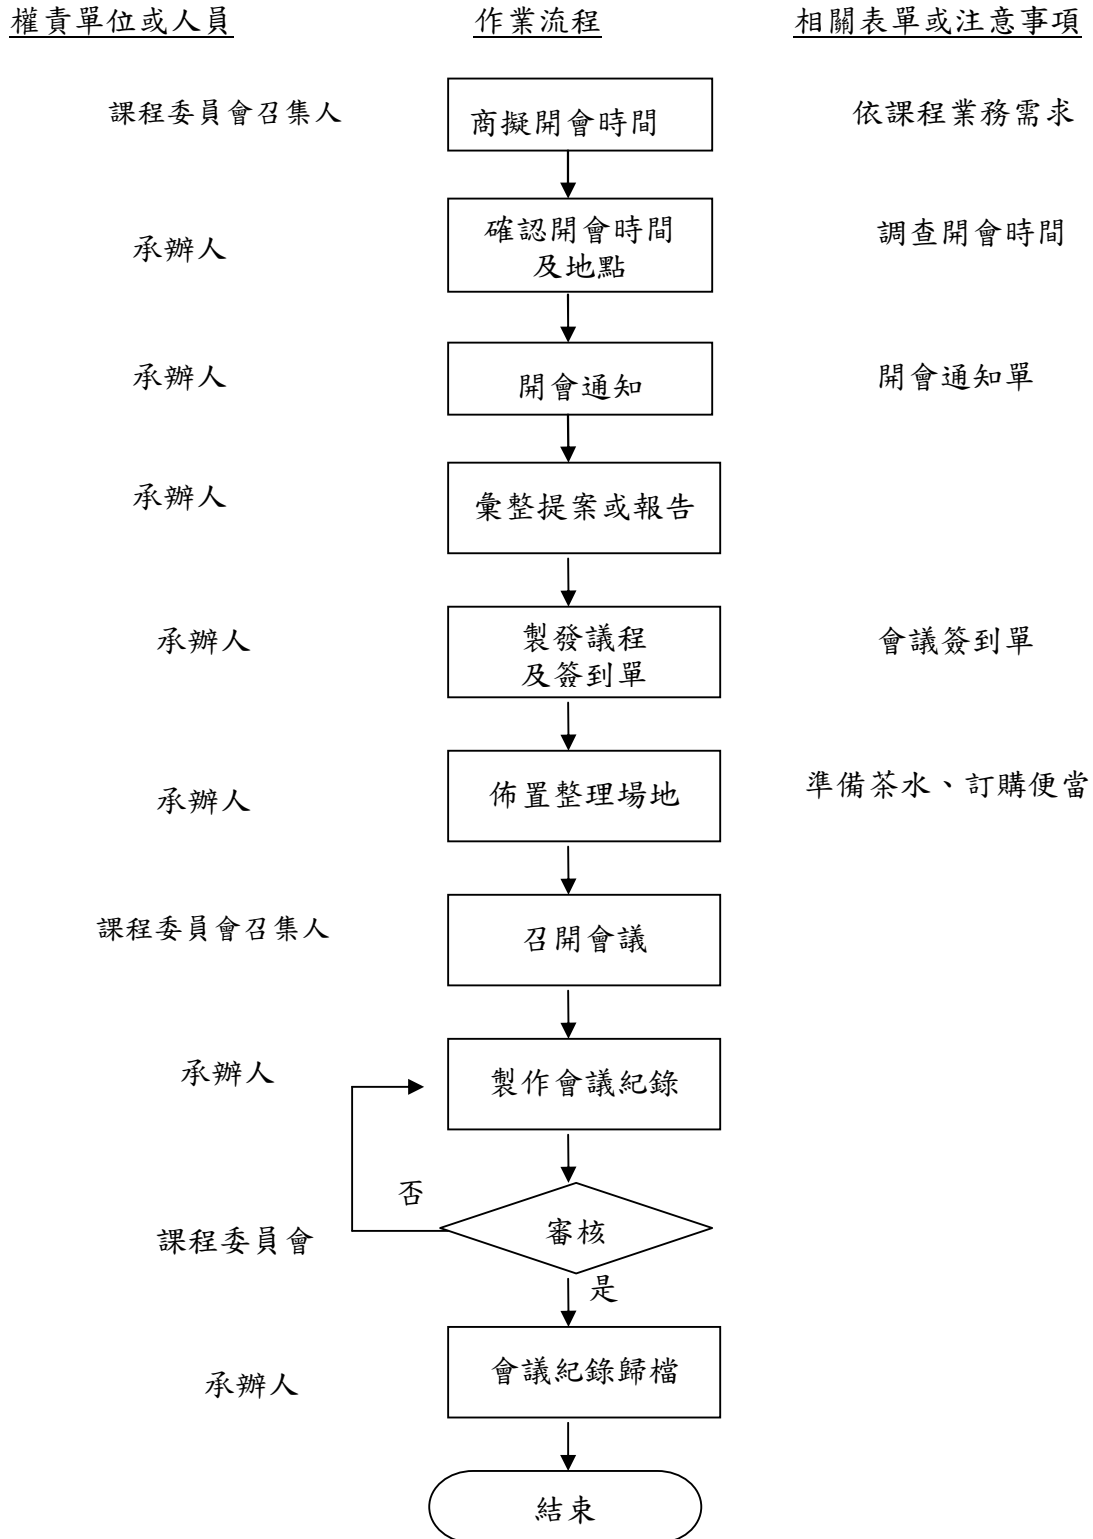 權責單位或人員 作業流程 相關表單或注意事項
課程委員會召集人 商擬開會時間 依課程業務需求
承辦人 確認開會時間 調查開會時間
及地點
承辦人 開會通知 開會通知單
承辦人 彙整提案或報告
承辦人 製發議程 會議簽到單
及簽到單
承辦人 佈置整理場地 準備茶水、訂購便當
課程委員會召集人 召開會議
承辦人 製作會議紀錄
否
課程委員會 審核
是
承辦人 會議紀錄歸檔
結束